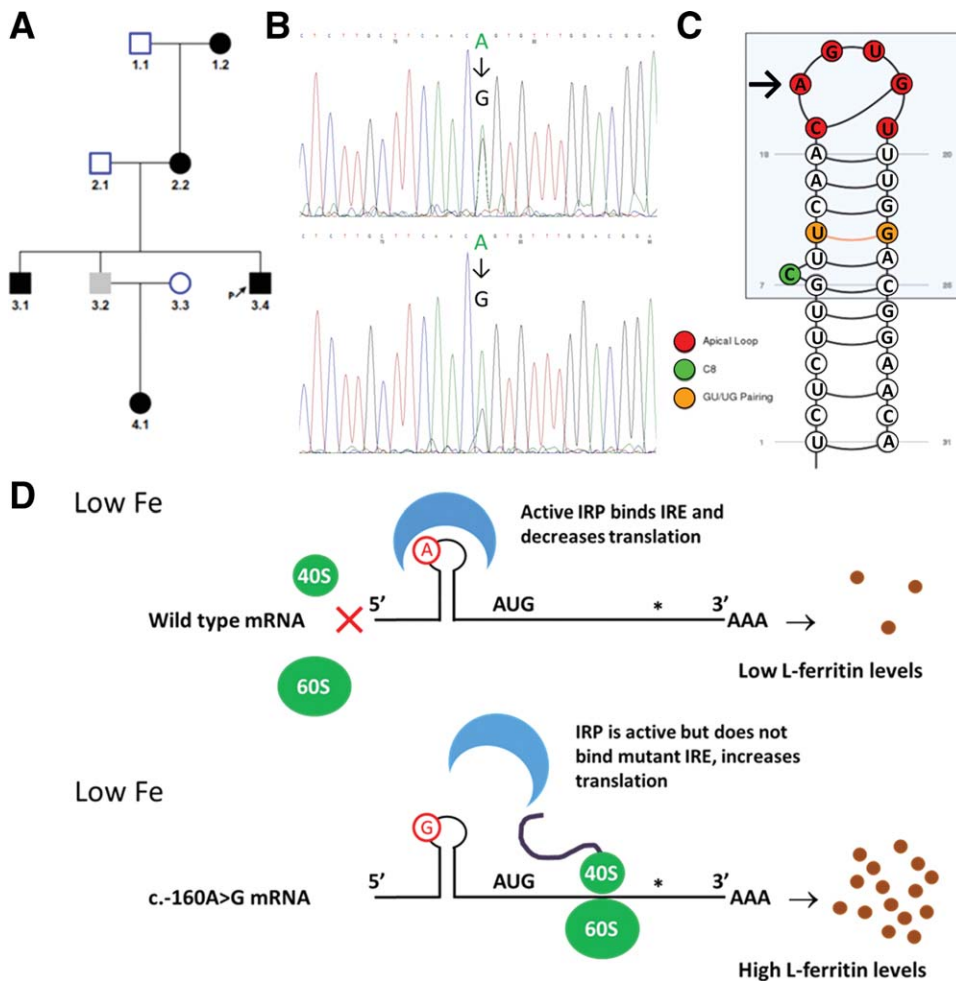 A
1.1
1.2
2.1
2.2
3.1
3.2
3.3
P
3.4
4.1
B
A
G
A
G
C
G U
A G
C U
19 A U 20
A U
C G
U G
U A
C
7 G C 25
U G
U G
C A
U A
C C
1 U A 31
Apical Loop
C8
GU/UG Pairing
D
Low Fe
Active IRP binds IRE and
decreases translation
A
40S
5'
AUG
*
3'
Wild type mRNA
AAA
60S
Low L-ferritin levels
IRP is active but does not
bind mutant IRE, increases
translation
Low Fe
G
5'
AUG
40S
*
3'
c.-160A>G mRNA
AAA
60S
High L-ferritin levels